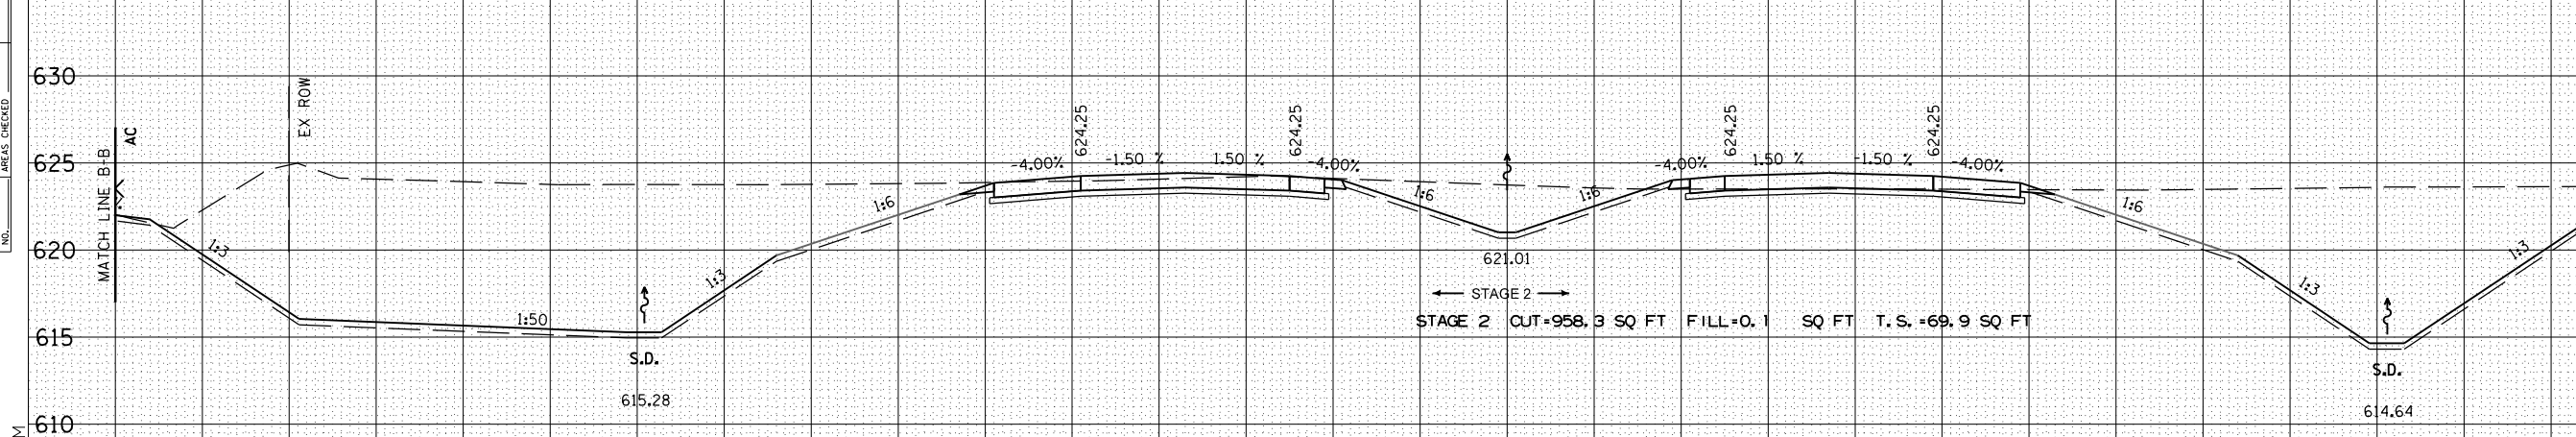 AREAS CHECKED
NO.
M
630
625
620
615
610
MATCH LINE B-B
AC
EX ROW
1:3
1:50
S.D.
615.28
1:3
1:6
-4.00%
624.25
-1.50 %
1.50 %
624.25
-4.00%
1:6
621.01
STAGE 2
1:6
-4.00%
624.25
1.50 %
-1.50 %
624.25
-4.00%
1:6
1:3
S.D.
614.64
1:3
STAGE 2 CUT=958.3 SQ FT FILL=0.1 SQ FT T.S.=69.9 SQ FT